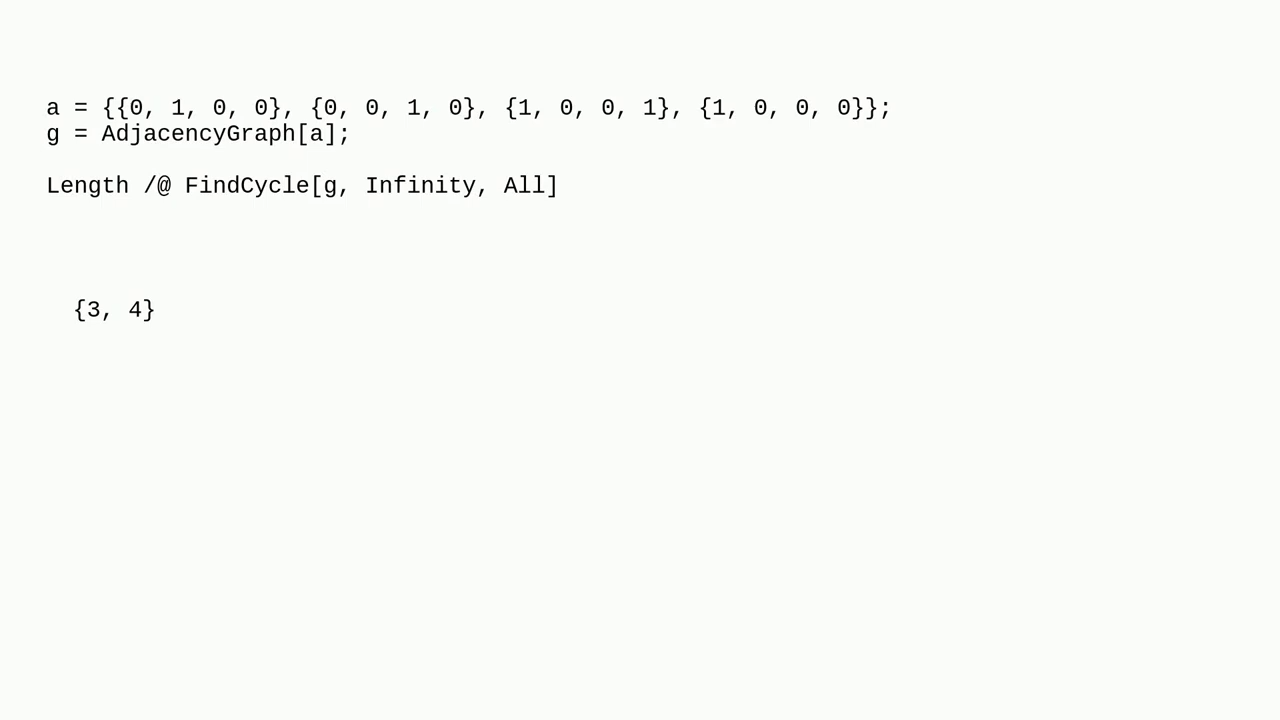 a = {{0, 1, 0, 0}, {0, 0, 1, 0}, {1, 0, 0, 1}, {1, 0, 0, 0}};
g = AdjacencyGraph[a];
Length /@ FindCycle[g, Infinity, All]
{3, 4}